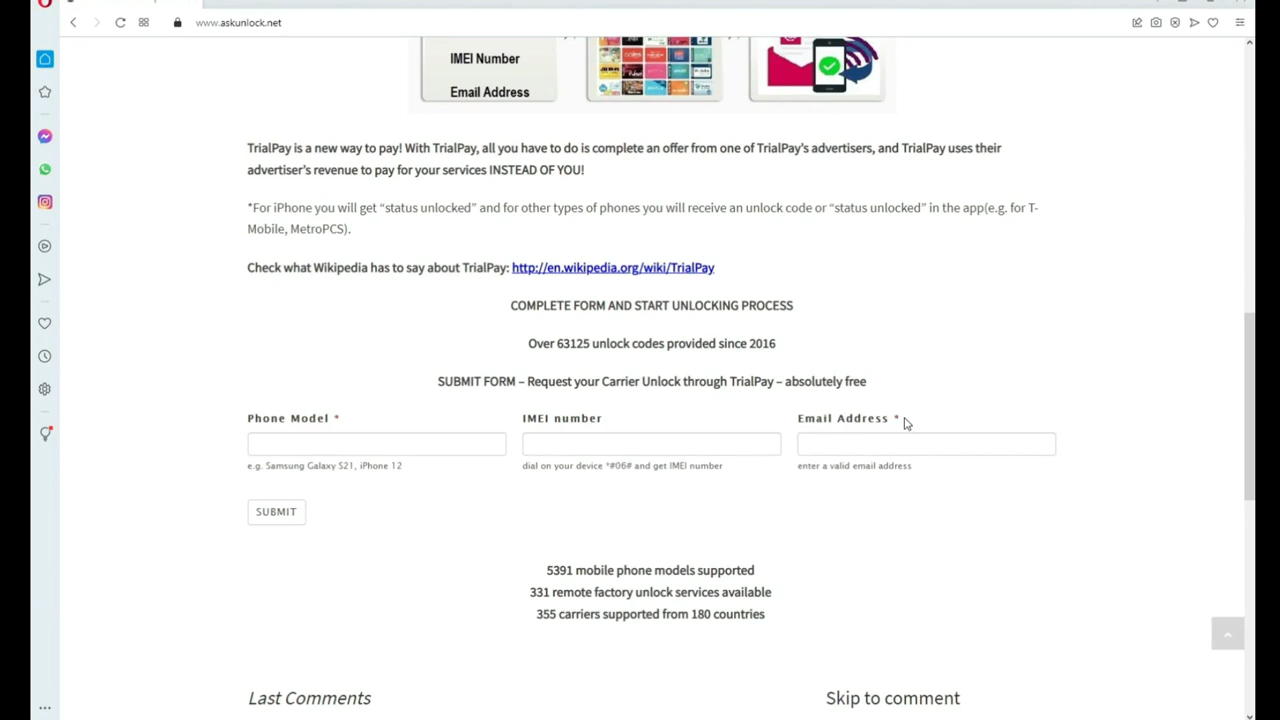 www.askunlock.net
IMEI Number
Email Address
TrialPay is a new way to pay! With TrialPay, all you have to do is complete an offer from one of TrialPay’s advertisers, and TrialPay uses their
advertiser’s revenue to pay for your services INSTEAD OF YOU!
*For iPhone you will get “status unlocked” and for other types of phones you will receive an unlock code or “status unlocked” in the app(e.g. for T-
Mobile, MetroPCS).
Check what Wikipedia has to say about TrialPay: http://en.wikipedia.org/wiki/TrialPay
COMPLETE FORM AND START UNLOCKING PROCESS
Over 63125 unlock codes provided since 2016
SUBMIT FORM – Request your Carrier Unlock through TrialPay – absolutely free
Phone Model * IMEI number Email Address *
e.g. Samsung Galaxy S21, iPhone 12 dial on your device *#06# and get IMEI number enter a valid email address
SUBMIT
5391 mobile phone models supported
331 remote factory unlock services available
355 carriers supported from 180 countries
Last Comments Skip to comment